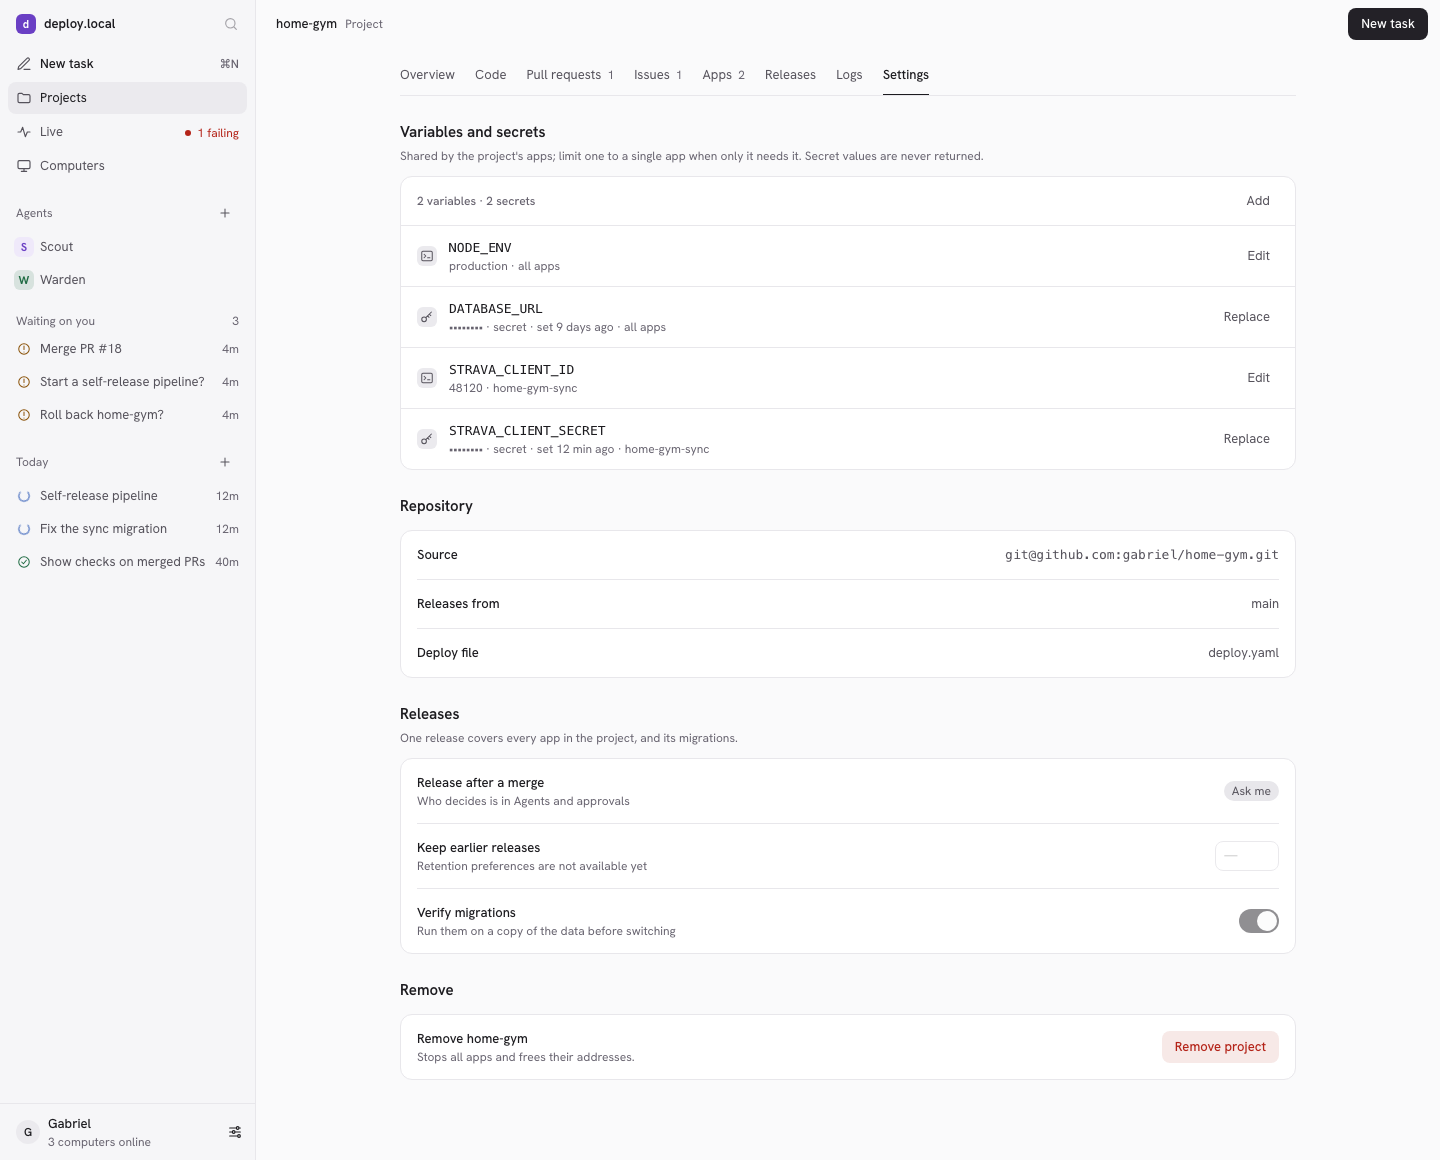 d deploy.local
New task ⌘N
Projects
Live 1 failing
Computers
Agents
S Scout
W Warden
Waiting on you 3
Merge PR #18 4m
Start a self-release pipeline? 4m
Roll back home-gym? 4m
Today
Self-release pipeline 12m
Fix the sync migration 12m
Show checks on merged PRs 40m
G Gabriel
3 computers online
home-gym Project
New task
Overview Code Pull requests 1 Issues 1 Apps 2 Releases Logs Settings
Variables and secrets
Shared by the project's apps; limit one to a single app when only it needs it. Secret values are never returned.
2 variables · 2 secrets Add
NODE_ENV
production · all apps
Edit
DATABASE_URL
•••••••• · secret · set 9 days ago · all apps
Replace
STRAVA_CLIENT_ID
48120 · home-gym-sync
Edit
STRAVA_CLIENT_SECRET
•••••••• · secret · set 12 min ago · home-gym-sync
Replace
Repository
Source git@github.com:gabriel/home-gym.git
Releases from main
Deploy file deploy.yaml
Releases
One release covers every app in the project, and its migrations.
Release after a merge
Who decides is in Agents and approvals
Ask me
Keep earlier releases
Retention preferences are not available yet
—
Verify migrations
Run them on a copy of the data before switching
Remove
Remove home-gym
Stops all apps and frees their addresses.
Remove project